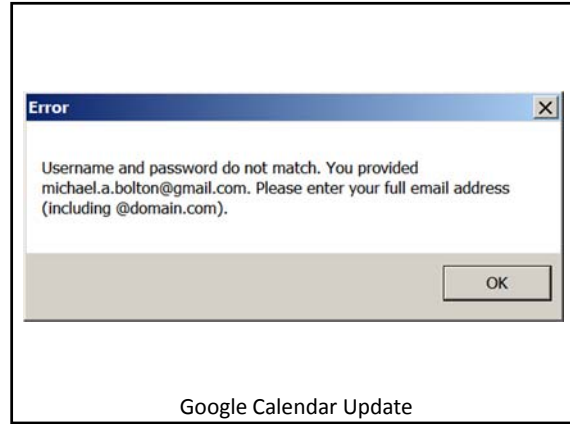 Error
Username and password do not match. You provided
michael.a.bolton@gmail.com. Please enter your full email address
(including @domain.com).
OK
Google Calendar Update